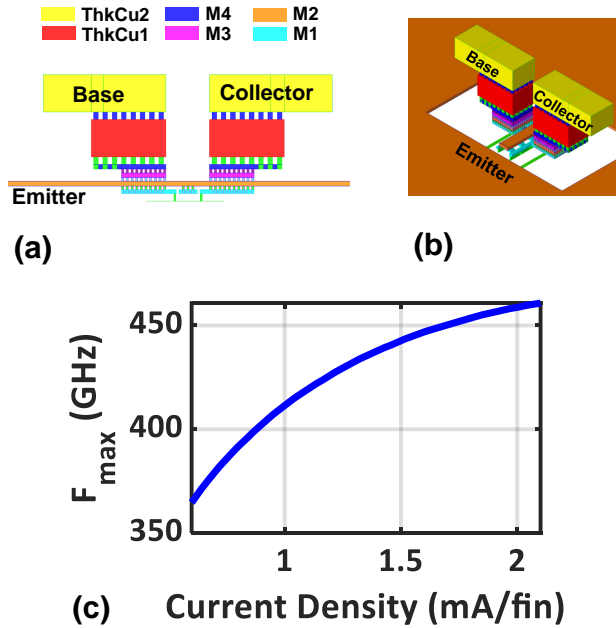 ThkCu2 M4 M2
ThkCu1 M3 M1
Base Collector
Emitter
(a)
Base
Collector
Emitter
(b)
F_max (GHz)
450
400
350
1 1.5 2
(c) Current Density (mA/fin)